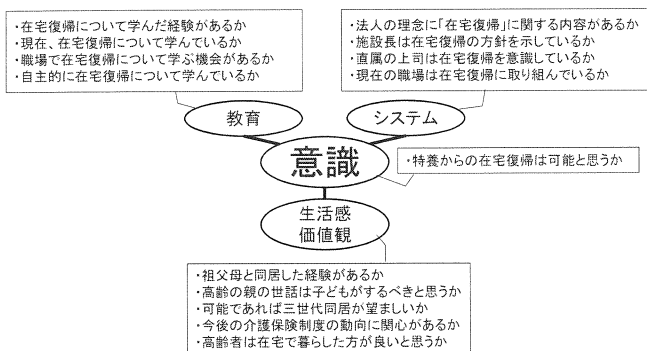 ・在宅復帰について学んだ経験があるか
・現在、在宅復帰について学んでいるか
・職場で在宅復帰について学ぶ機会があるか
・自主的に在宅復帰について学んでいるか
・法人の理念に「在宅復帰」に関する内容があるか
・施設長は在宅復帰の方針を示しているか
・直属の上司は在宅復帰を意識しているか
・現在の職場は在宅復帰に取り組んでいるか
教育
システム
意識
・特養からの在宅復帰は可能と思うか
生活感
価値観
・祖父母と同居した経験があるか
・高齢の親の世話は子どもがするべきと思うか
・可能であれば三世代同居が望ましいか
・今後の介護保険制度の動向に関心があるか
・高齢者は在宅で暮らした方が良いと思うか